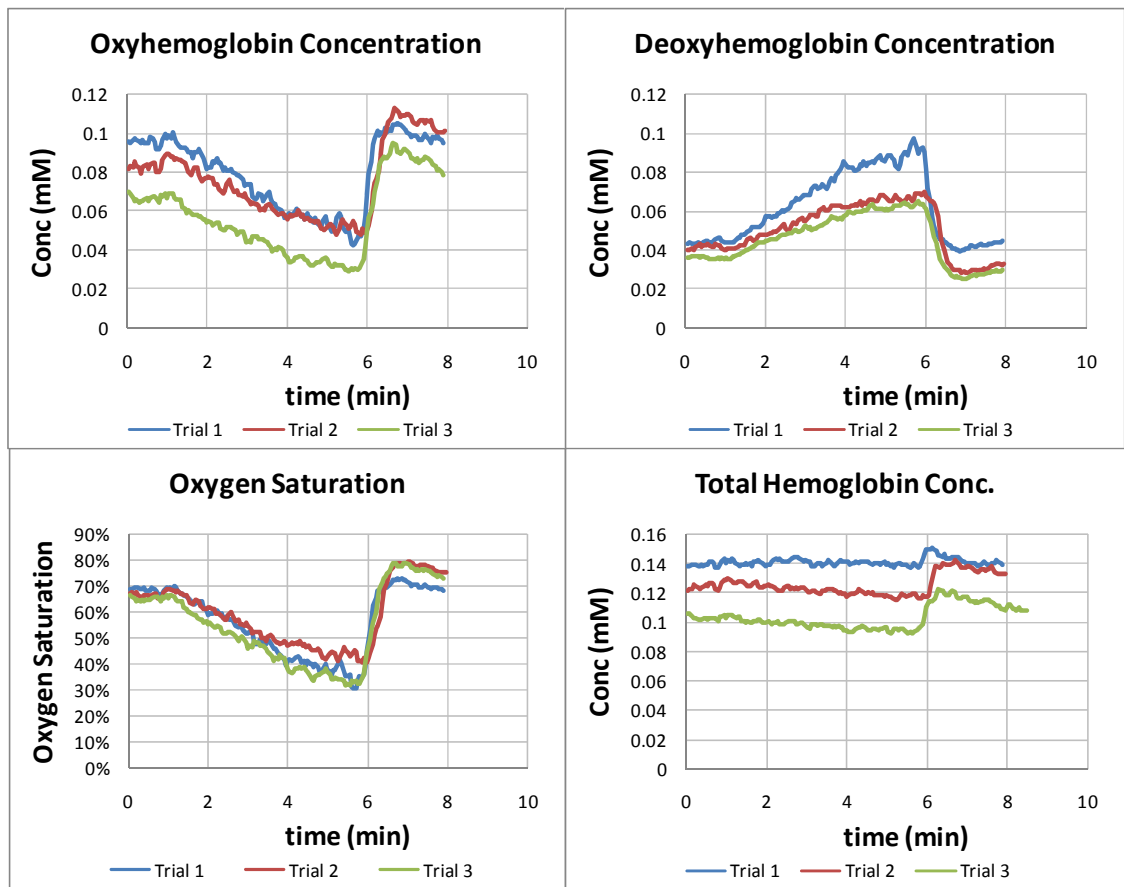 Oxyhemoglobin Concentration
Conc (mM)
0.12
0.1
0.08
0.06
0.04
0.02
0
0 2 4 6 8 10
time (min)
Trial 1 Trial 2 Trial 3
Deoxyhemoglobin Concentration
Conc (mM)
0.12
0.1
0.08
0.06
0.04
0.02
0
0 2 4 6 8 10
time (min)
Trial 1 Trial 2 Trial 3
Oxygen Saturation
Oxygen Saturation
90%
80%
70%
60%
50%
40%
30%
20%
10%
0%
0 2 4 6 8 10
time (min)
Trial 1 Trial 2 Trial 3
Total Hemoglobin Conc.
Conc (mM)
0.16
0.14
0.12
0.1
0.08
0.06
0.04
0.02
0
0 2 4 6 8 10
time (min)
Trial 1 Trial 2 Trial 3